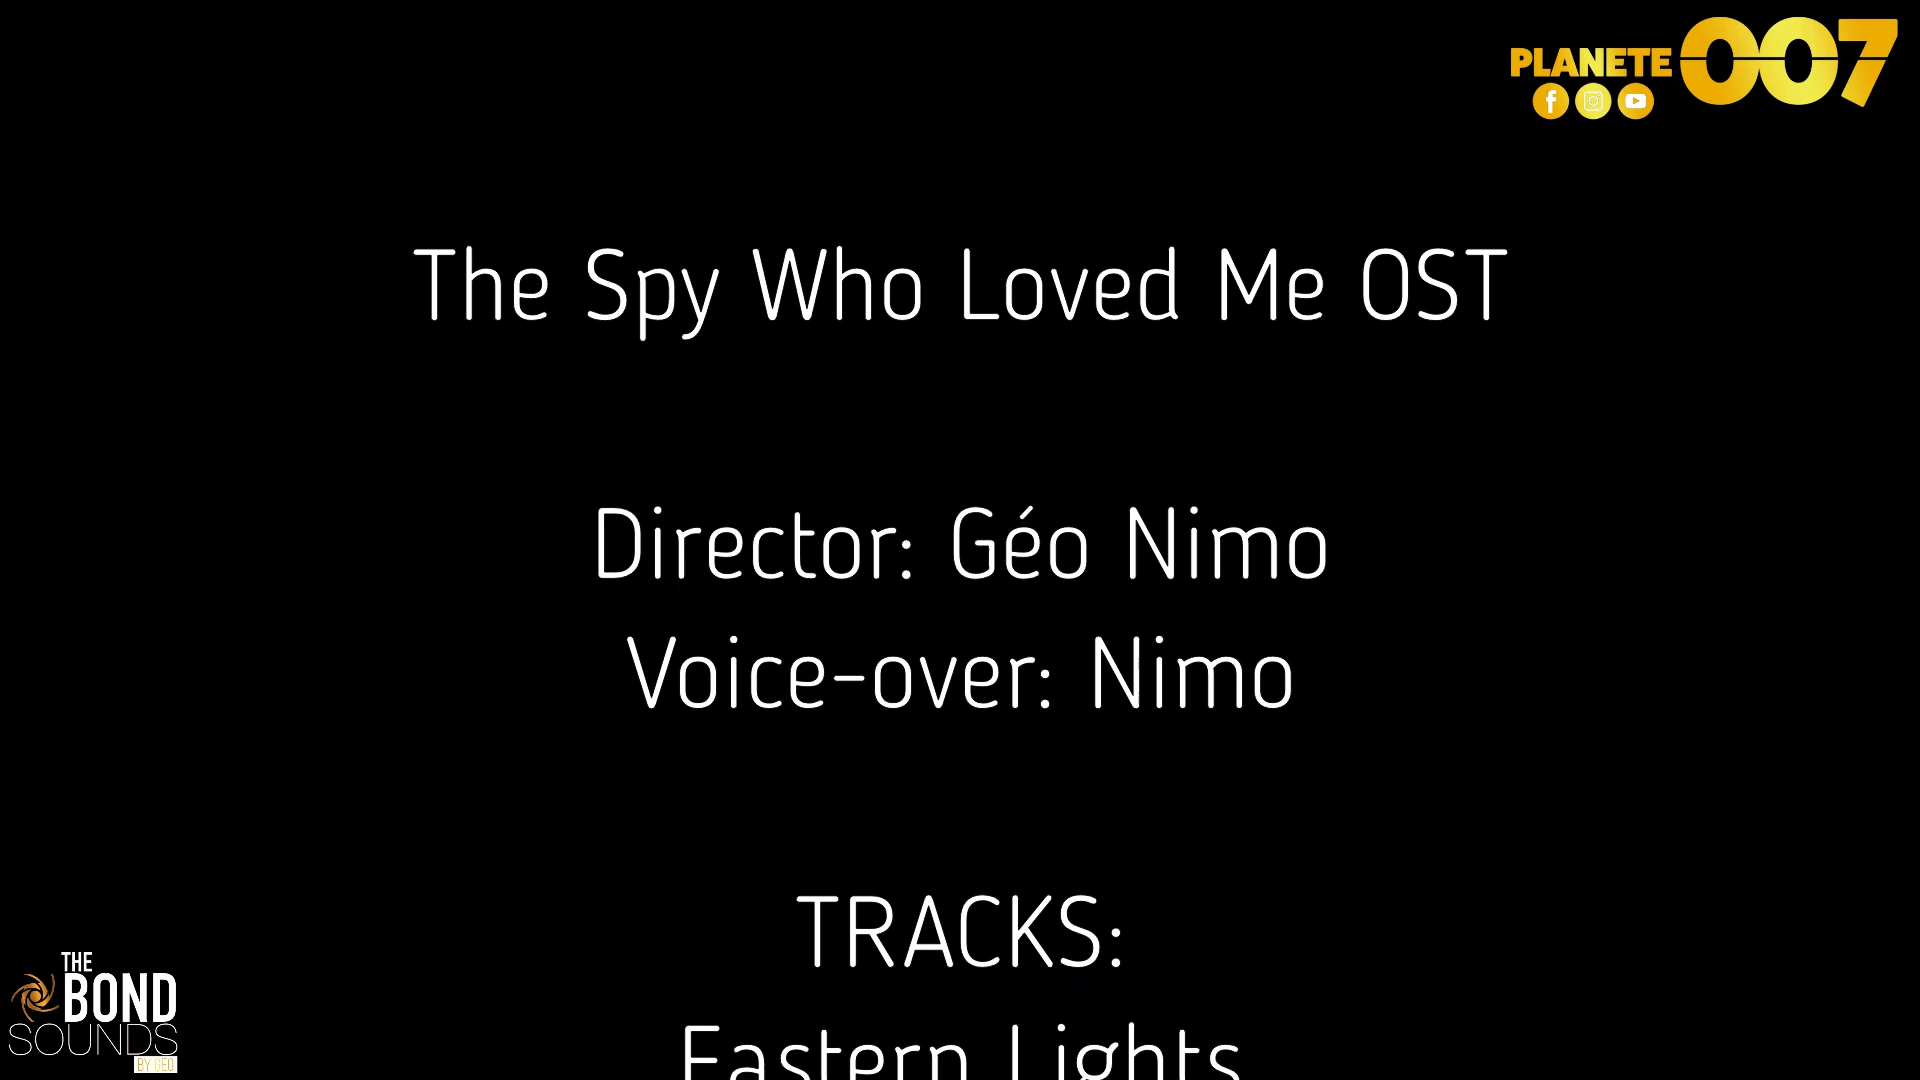 PLANETE 007
The Spy Who Loved Me OST
Director: Géo Nimo
Voice-over: Nimo
TRACKS:
Eastern Lights
THE
BOND
SOUNDS
BY GEO